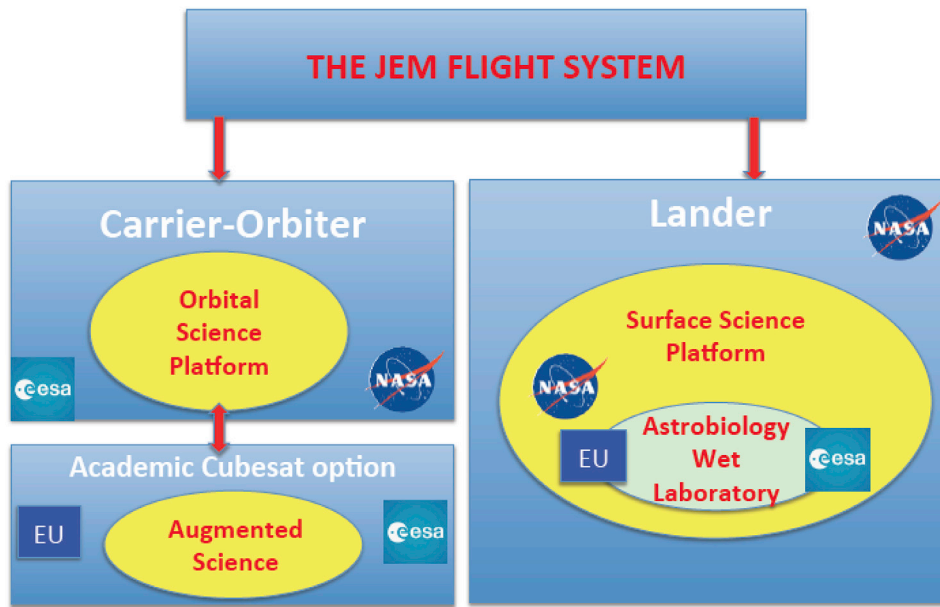 THE JEM FLIGHT SYSTEM
Carrier-Orbiter
Orbital
Science
Platform
esa
NASA
Academic Cubesat option
EU
Augmented
Science
esa
Lander
NASA
Surface Science
Platform
NASA
EU
Astrobiology
Wet
Laboratory
esa